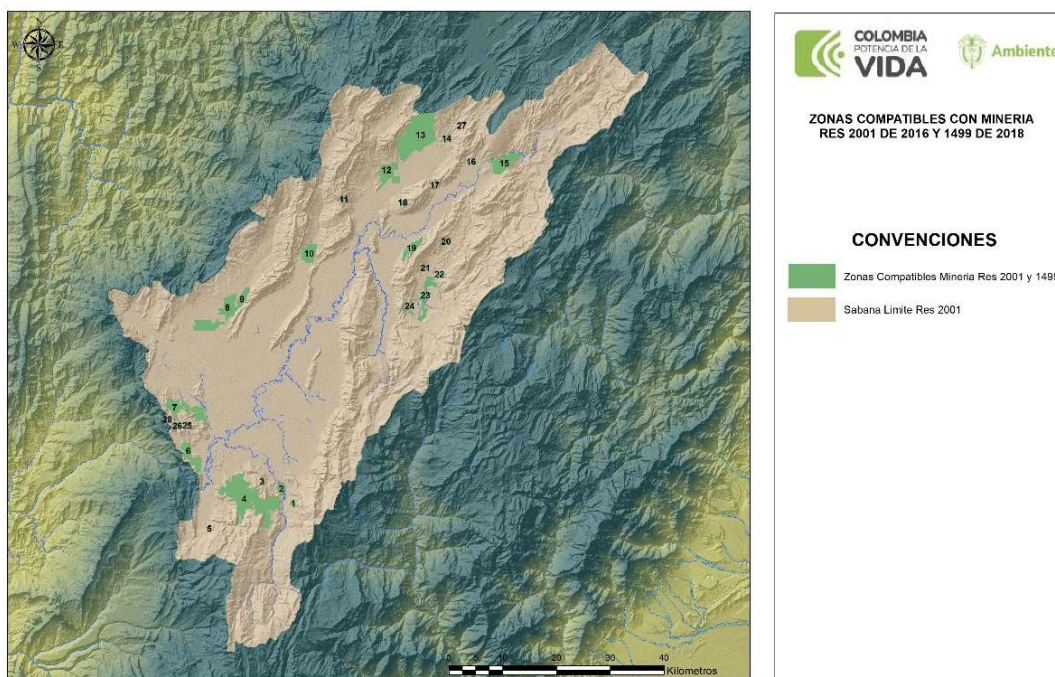 N
W
E
S
27
13
14
16
15
12
17
11
18
20
19
10
21
22
9
23
8
24
7
28
26 25
6
3
2
4
1
5
0 5 10 20 30 40
Kilometros
COLOMBIA
POTENCIA DE LA
VIDA
Ambiente
ZONAS COMPATIBLES CON MINERIA
RES 2001 DE 2016 Y 1499 DE 2018
CONVENCIONES
Zonas Compatibles Mineria Res 2001 y 149
Sabana Limite Res 2001